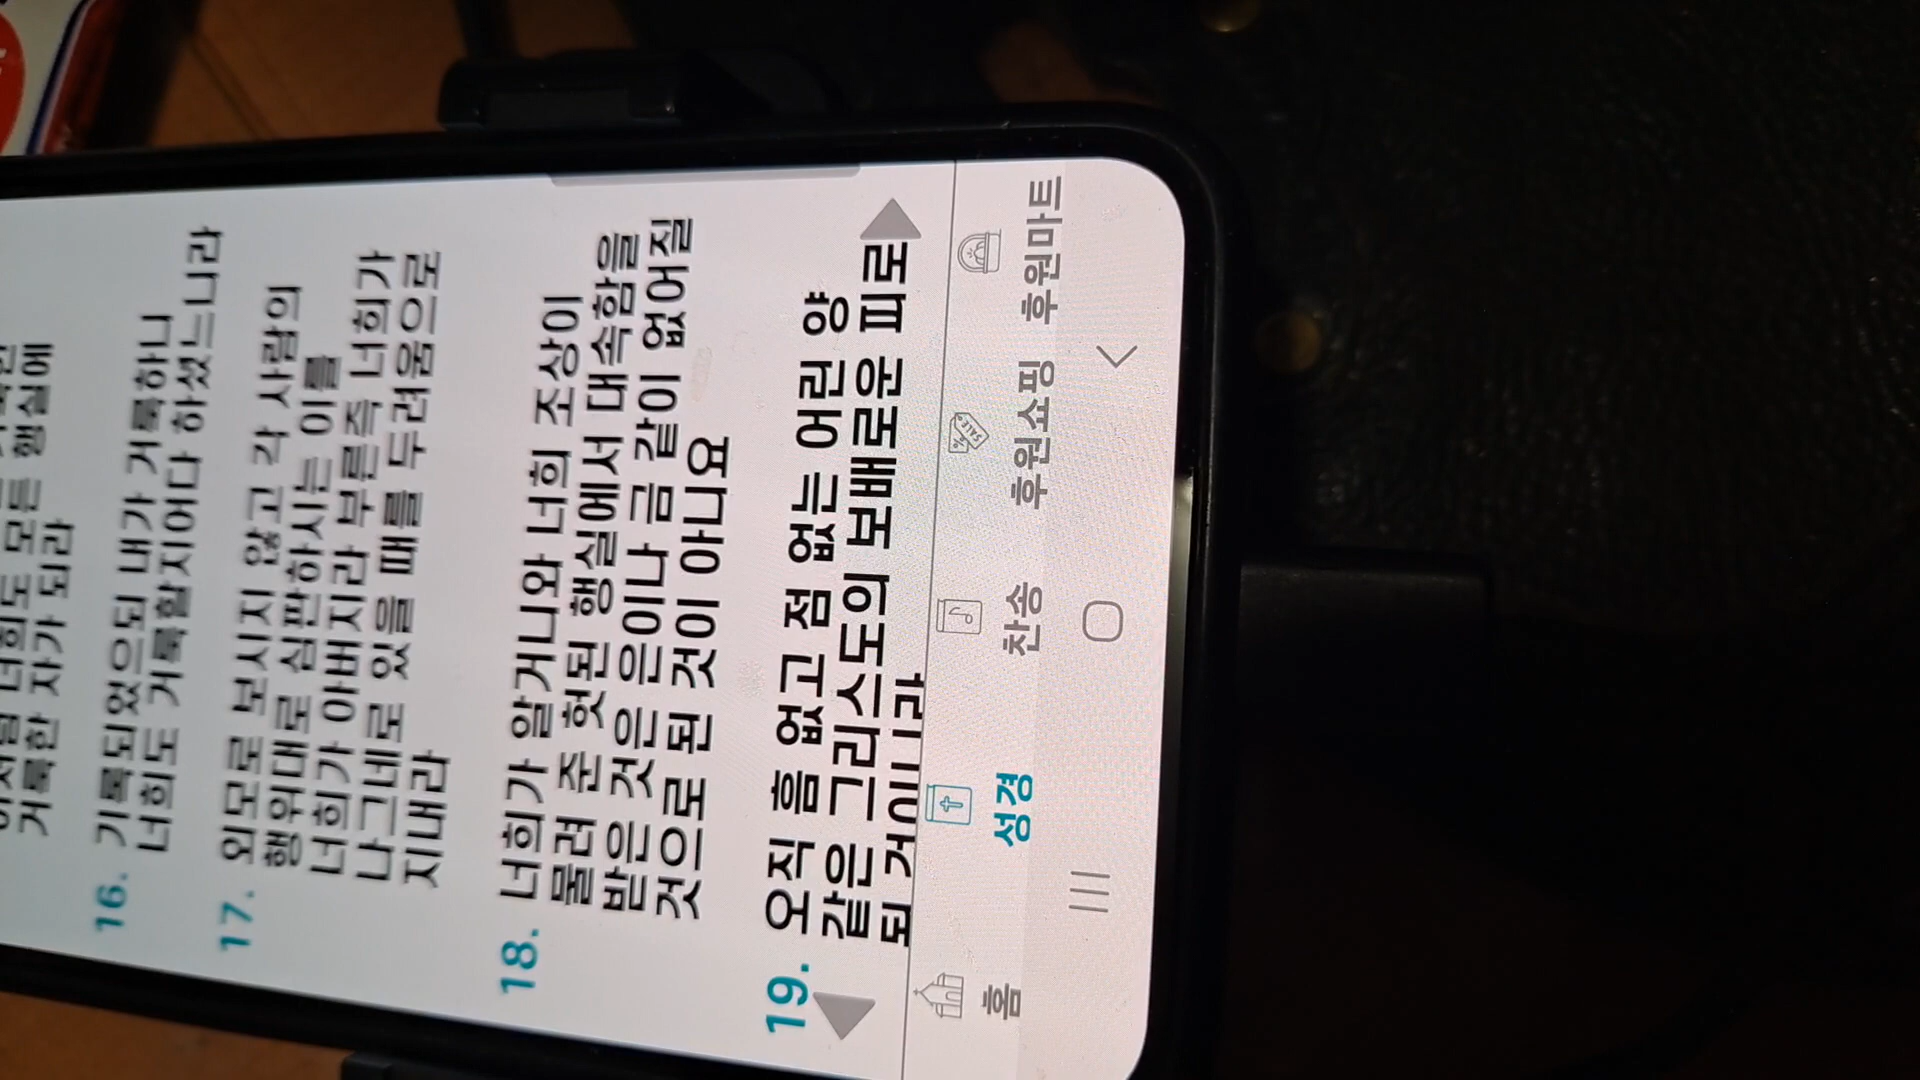 거룩한 자가 되라
16. 기록되었으되 내가 거룩하니
너희도 거룩할지어다 하셨느니라
17. 외모로 보시지 않고 각 사람의
행위대로 심판하시는 이를
너희가 아버지라 부른즉 너희가
나그네로 있을 때를 두려움으로
지내라
18. 너희가 알거니와 너희 조상이
물려 준 헛된 행실에서 대속함을
받은 것은 은이나 금 같이 없어질
것으로 된 것이 아니요
19. 오직 흠 없고 점 없는 어린 양
같은 그리스도의 보배로운 피로
된 것이니라
홈
성경
찬송
SALE
후원쇼핑
후원마트